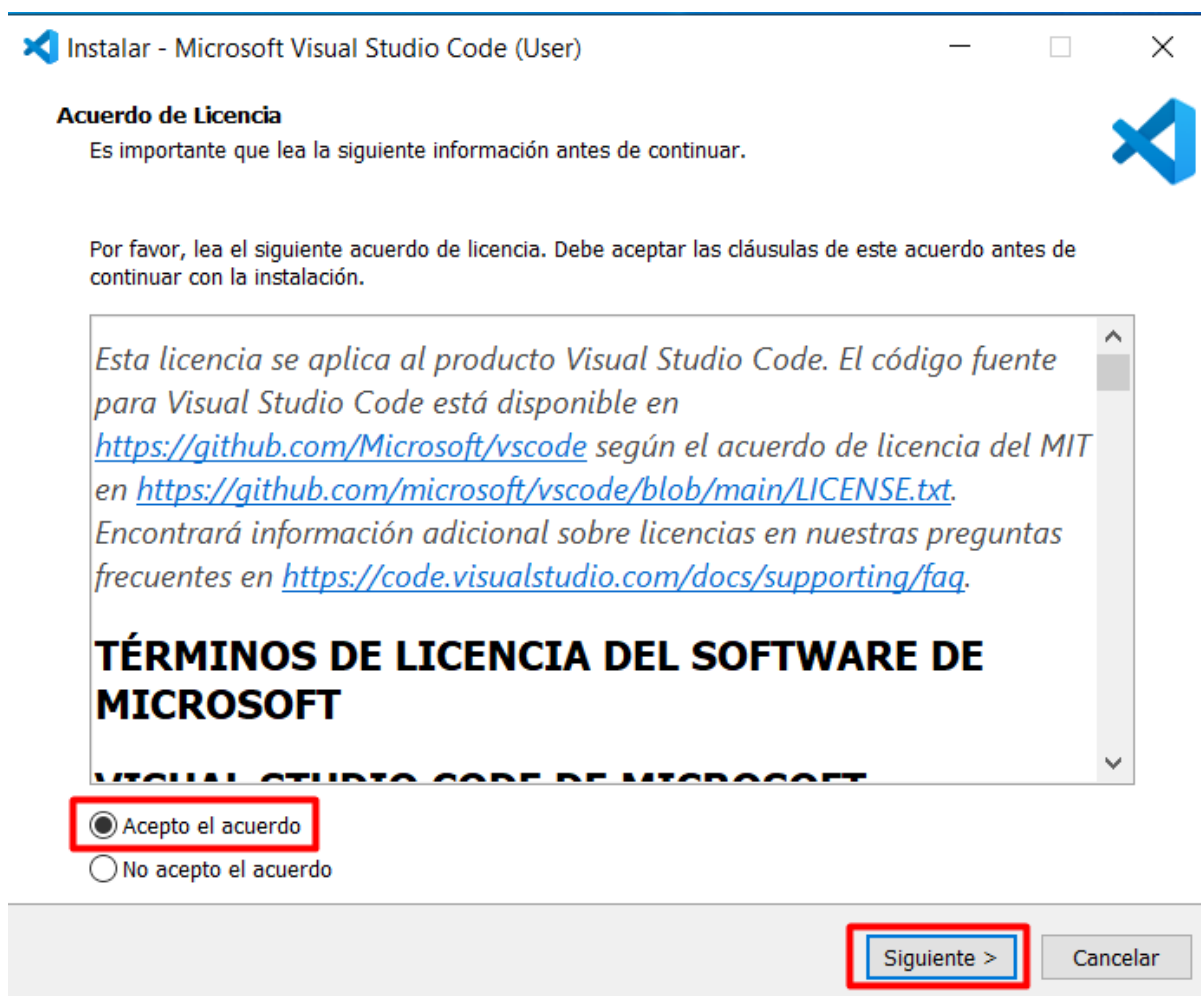 Instalar - Microsoft Visual Studio Code (User)
Acuerdo de Licencia
Es importante que lea la siguiente información antes de continuar.
Por favor, lea el siguiente acuerdo de licencia. Debe aceptar las cláusulas de este acuerdo antes de
continuar con la instalación.
Esta licencia se aplica al producto Visual Studio Code. El código fuente
para Visual Studio Code está disponible en
https://github.com/Microsoft/vscode según el acuerdo de licencia del MIT
en https://github.com/microsoft/vscode/blob/main/LICENSE.txt.
Encontrará información adicional sobre licencias en nuestras preguntas
frecuentes en https://code.visualstudio.com/docs/supporting/faq.
TÉRMINOS DE LICENCIA DEL SOFTWARE DE
MICROSOFT
VISUAL STUDIO CODE DE MICROSOFT
Acepto el acuerdo
No acepto el acuerdo
Siguiente >
Cancelar